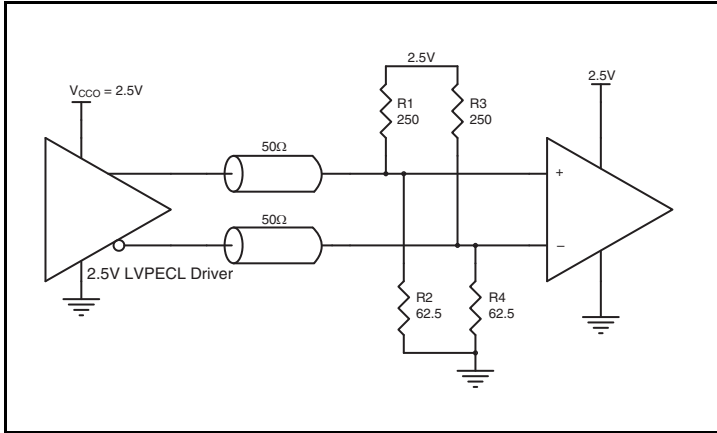 2.5V
V_CCO = 2.5V
2.5V
R1
250
R3
250
50Ω
+
50Ω
–
2.5V LVPECL Driver
R2
62.5
R4
62.5